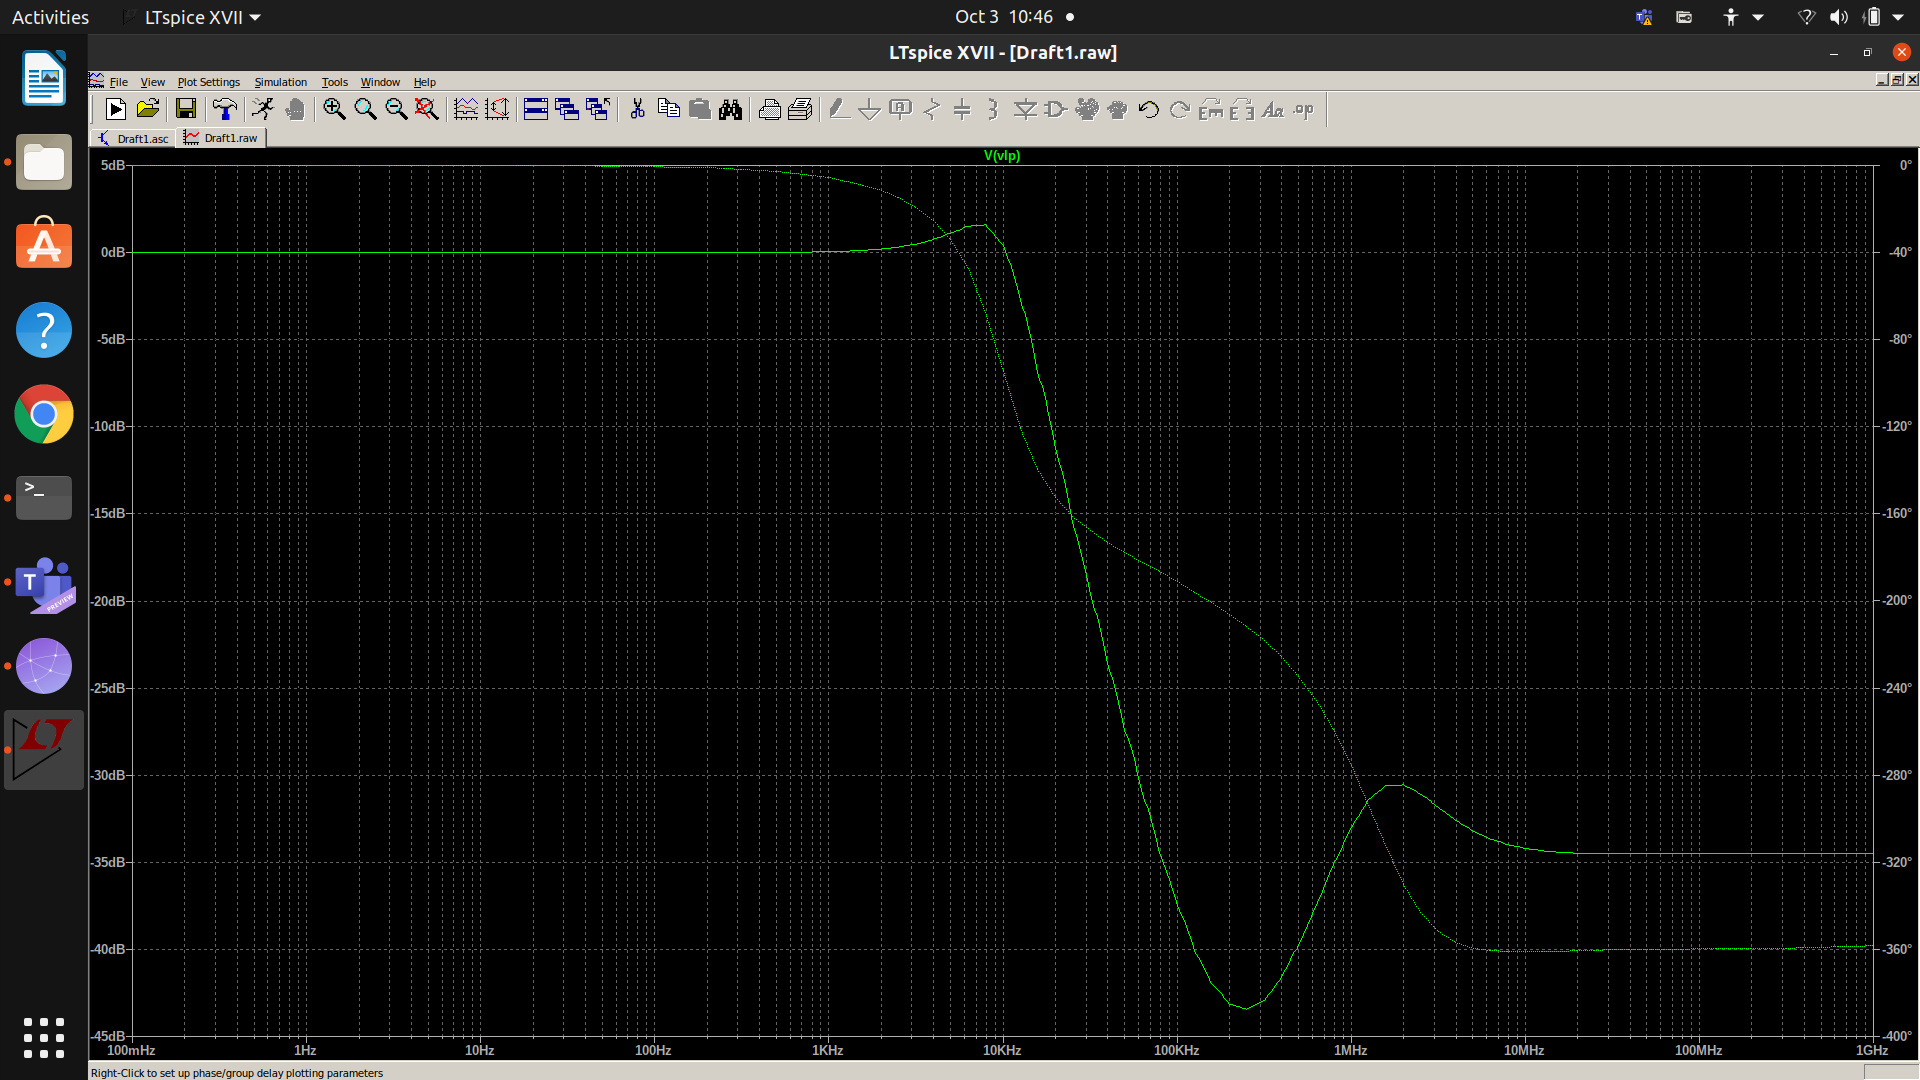 Activities
LTspice XVII
Oct 3 10:46
LTspice XVII - [Draft1.raw]
File View Plot Settings Simulation Tools Window Help
Draft1.asc
Draft1.raw
V(vlp)
5dB
0dB
-5dB
-10dB
-15dB
-20dB
-25dB
-30dB
-35dB
-40dB
-45dB
0°
-40°
-80°
-120°
-160°
-200°
-240°
-280°
-320°
-360°
-400°
100mHz 1Hz 10Hz 100Hz 1KHz 10KHz 100KHz 1MHz 10MHz 100MHz 1GHz
Right-Click to set up phase/group delay plotting parameters